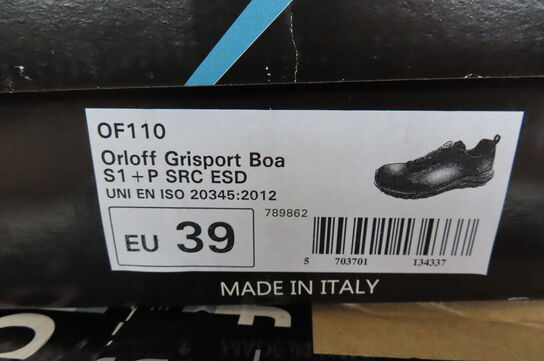 OF110
Orloff Grisport Boa
S1+P SRC ESD
UNI EN ISO 20345:2012
789862
EU 39
5 703701 134337
MADE IN ITALY